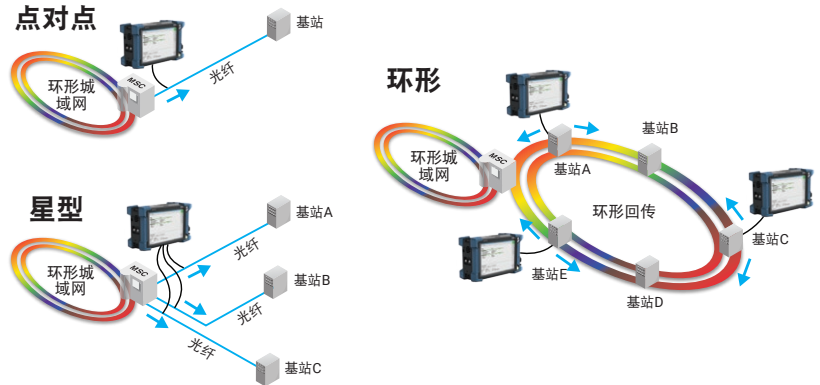 点对点
基站
光纤
MSC
环形城
域网
星型
基站A
光纤
MSC
环形城
域网
基站B
光纤
光纤
基站C
环形
基站B
MSC
环形城
域网
基站A
环形回传
基站C
基站E
基站D